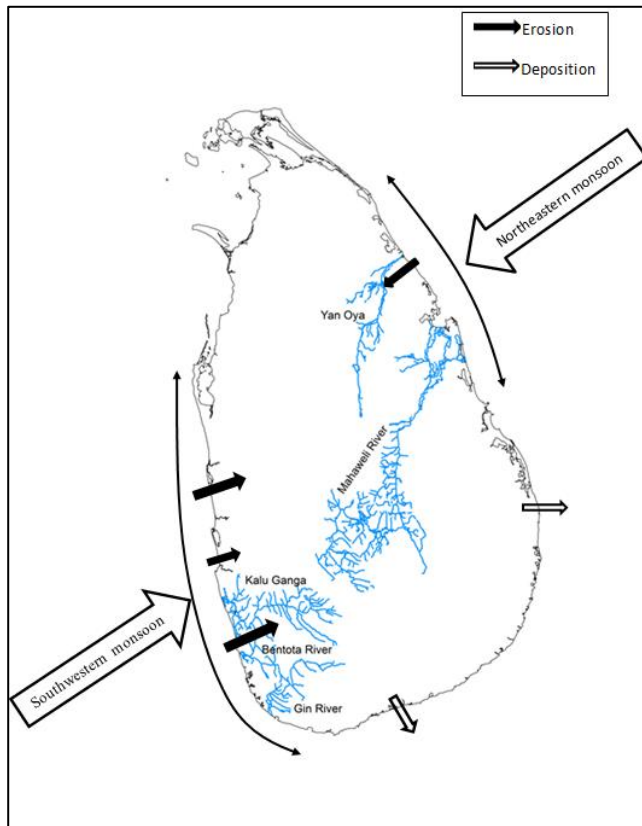 Erosion
Deposition
Northeastern monsoon
Yan Oya
Mahaweli River
Kalu Ganga
Bentota River
Gin River
Southwestern monsoon